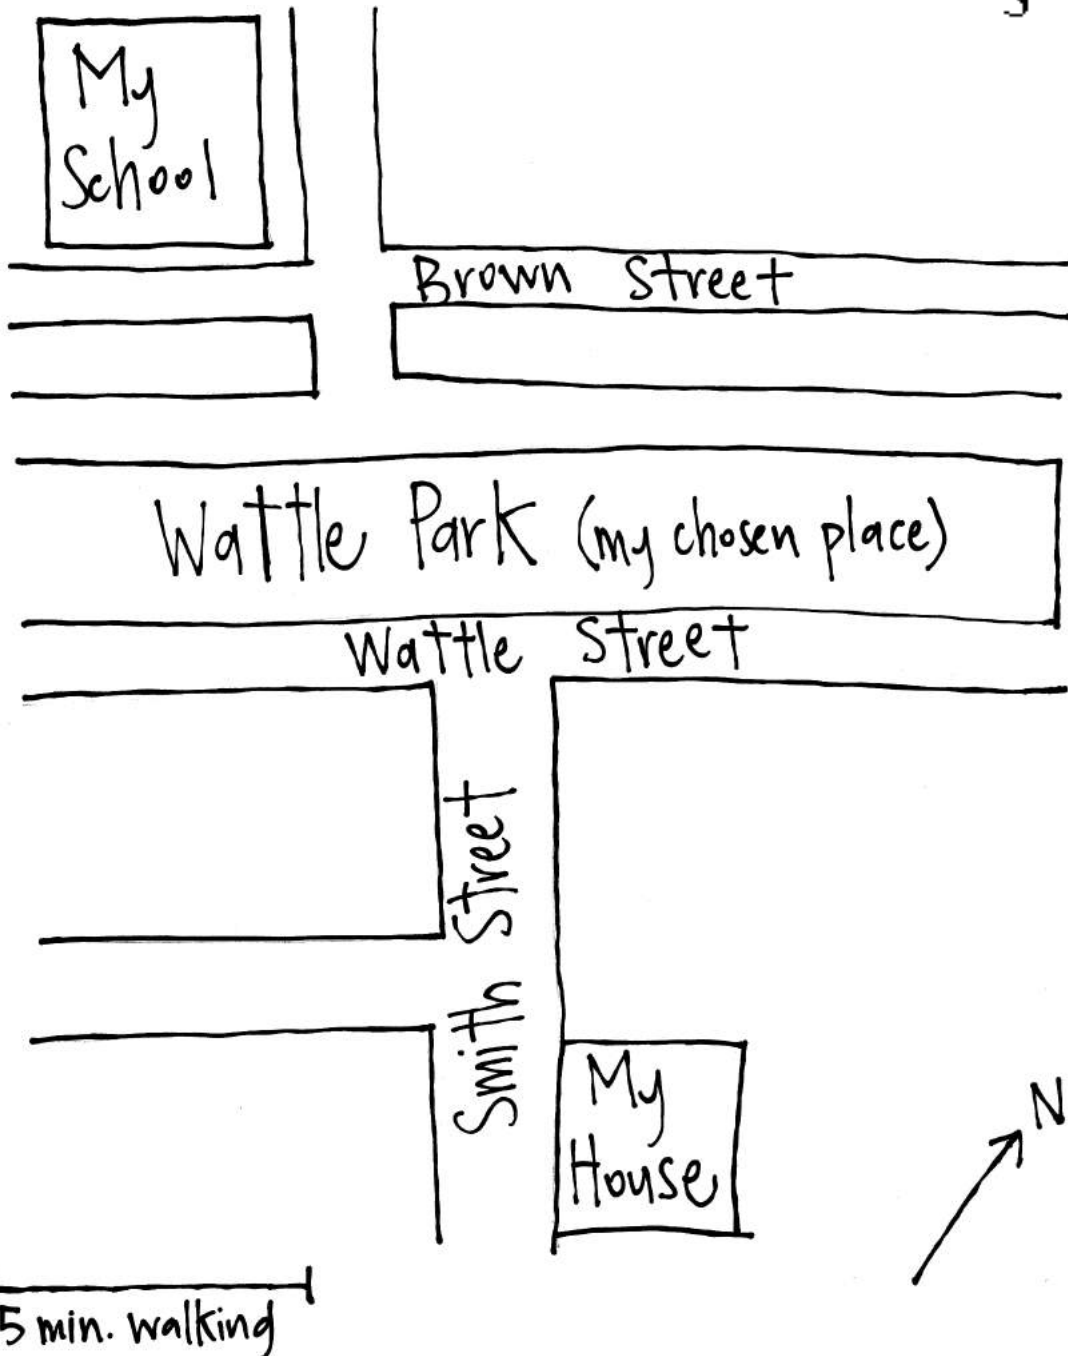 My
School
Brown Street
Wattle Park (my chosen place)
Wattle Street
Smith Street
My
House
N
5 min. walking